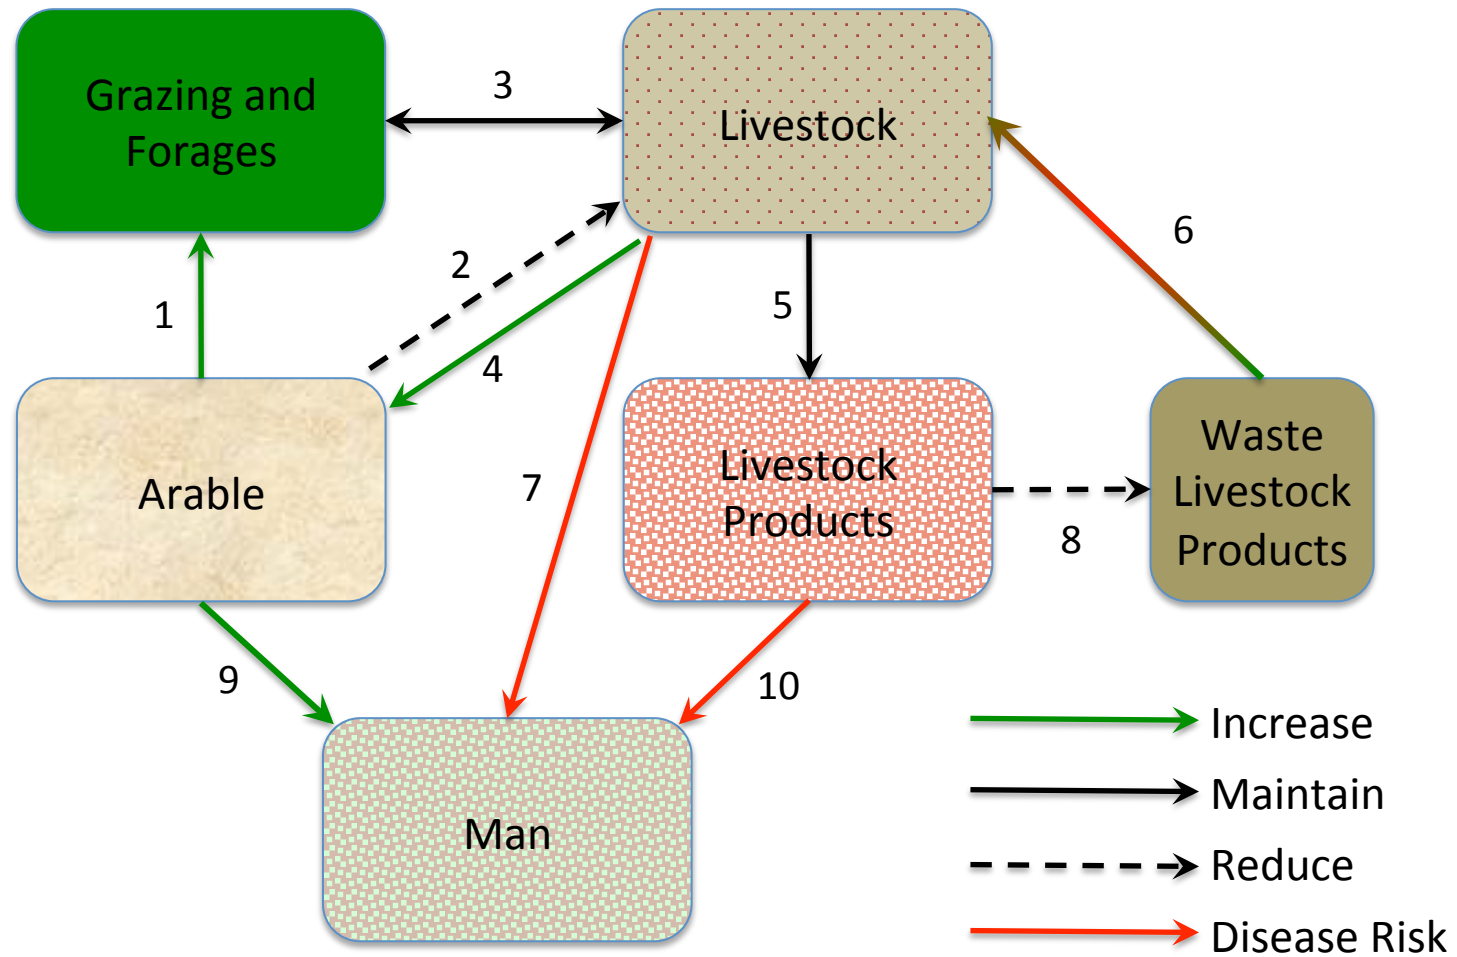 Grazing and
Forages
3
Livestock
6
2
1
5
4
Arable
7
Livestock
Products
8
Waste
Livestock
Products
9
10
Man
Increase
Maintain
Reduce
Disease Risk